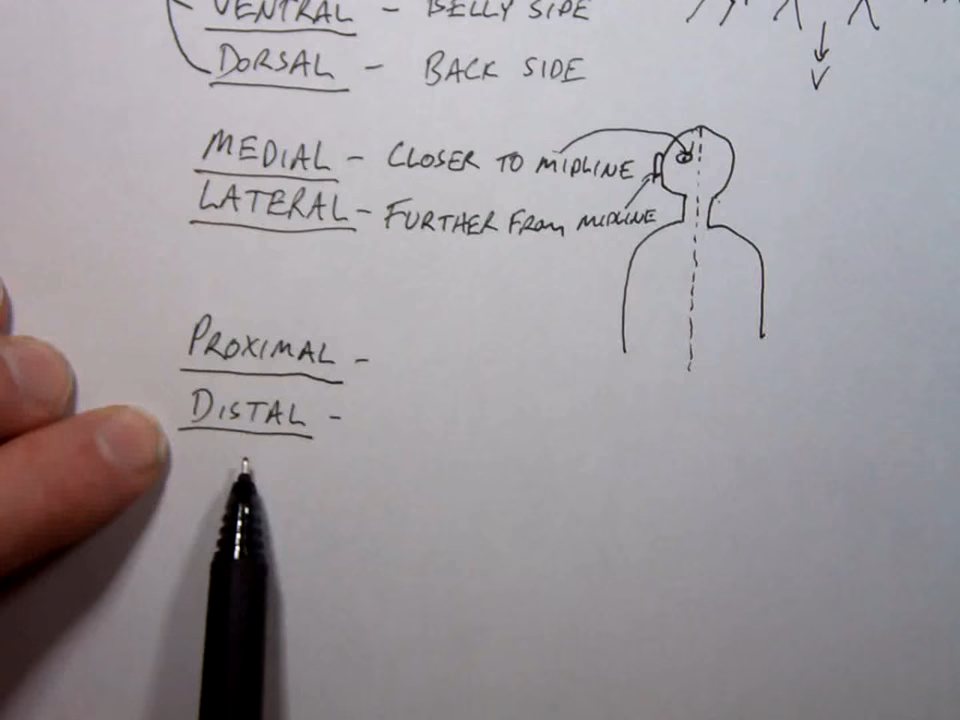 VENTRAL - BELLY SIDE
DORSAL - BACK SIDE
V
MEDIAL - CLOSER TO MIDLINE
LATERAL - FURTHER FROM MIDLINE
PROXIMAL -
DISTAL -